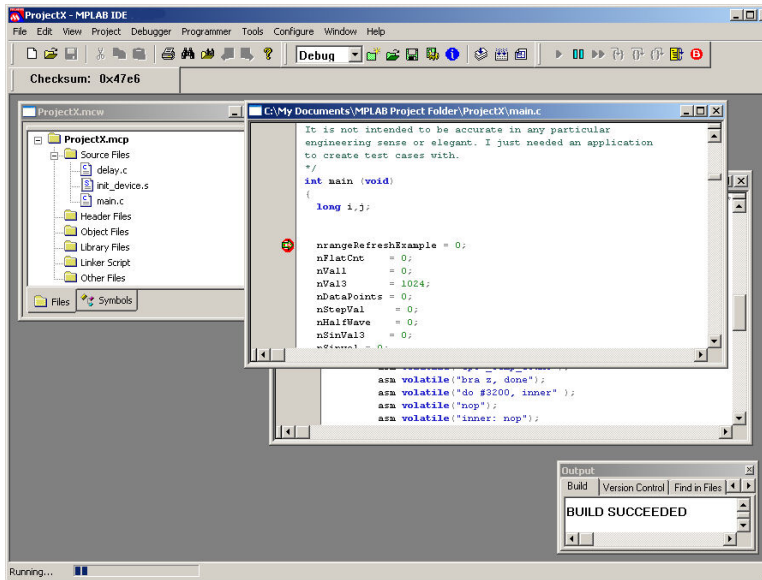 ProjectX - MPLAB IDE
File Edit View Project Debugger Programmer Tools Configure Window Help
Debug
Checksum: 0x47e6
ProjectX.mcw
ProjectX.mcp
Source Files
delay.c
init_device.s
main.c
Header Files
Object Files
Library Files
Linker Script
Other Files
Files Symbols
C:\My Documents\MPLAB Project Folder\ProjectX\main.c
It is not intended to be accurate in any particular
engineering sense or elegant. I just needed an application
to create test cases with.
*/
int main (void)
{
long i,j;
nrangeRefreshExample = 0;
nFlatCnt = 0;
nVal1 = 0;
nVal3 = 1024;
nDataPoints = 0;
nStepVal = 0;
nHalfWave = 0;
nSinVal3 = 0;
asm volatile("bra z, done");
asm volatile("do #3200, inner" );
asm volatile("nop");
asm volatile("inner: nop");
Output
Build Version Control Find in Files
BUILD SUCCEEDED
Running...